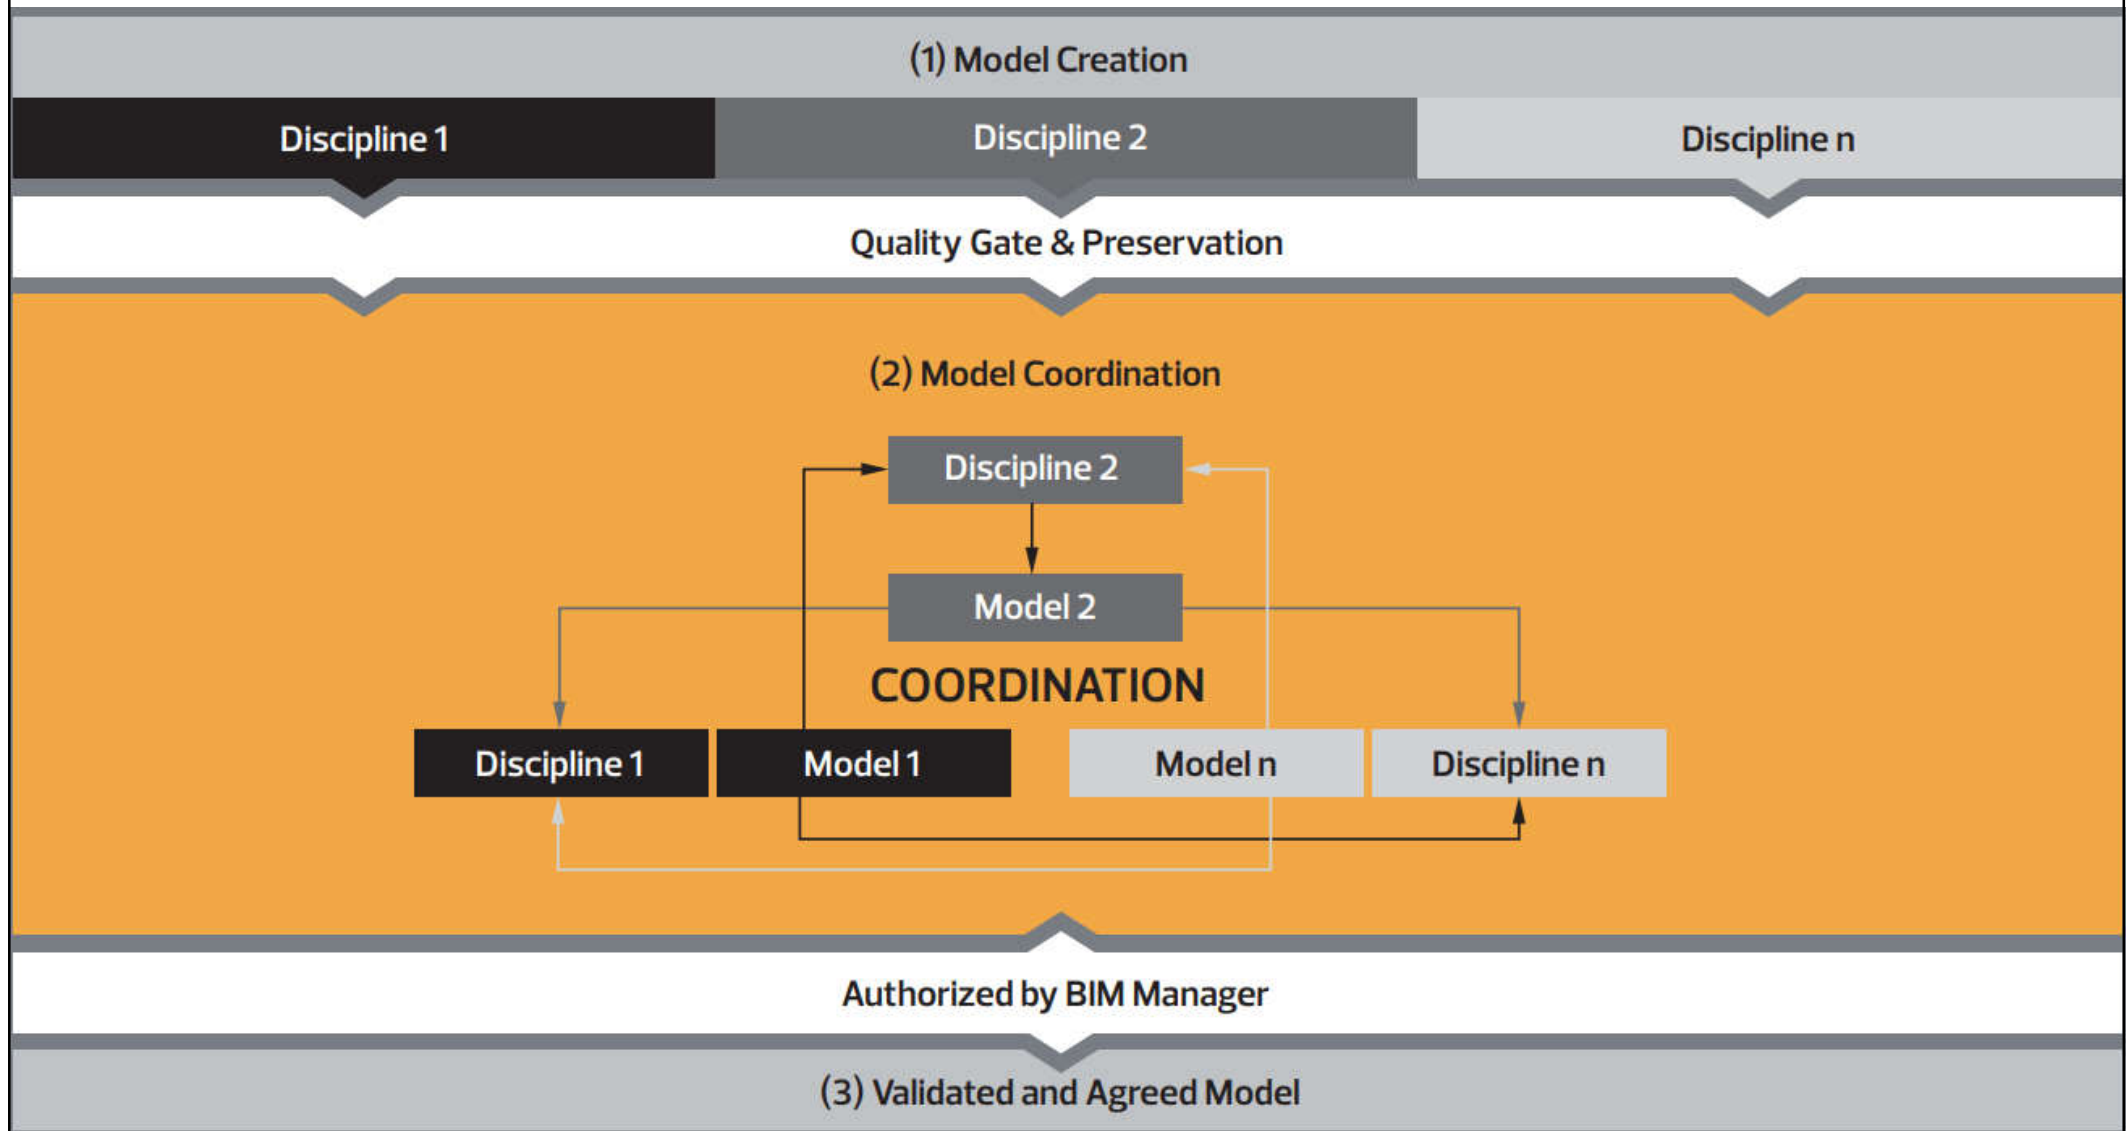 (1) Model Creation
Discipline 1
Discipline 2
Discipline n
Quality Gate & Preservation
(2) Model Coordination
Discipline 2
Model 2
COORDINATION
Discipline 1
Model 1
Model n
Discipline n
Authorized by BIM Manager
(3) Validated and Agreed Model